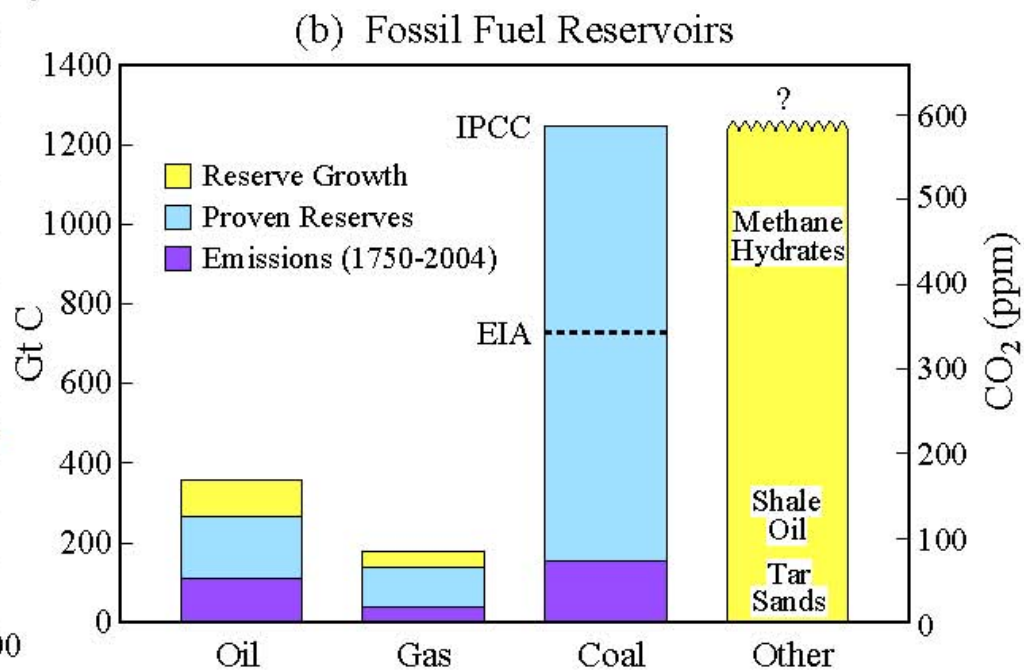 (b) Fossil Fuel Reservoirs
1400
1200
1000
800
600
400
200
0
Gt C
600
500
400
300
200
100
0
CO₂ (ppm)
Reserve Growth
Proven Reserves
Emissions (1750-2004)
IPCC
EIA
?
Methane
Hydrates
Shale
Oil
Tar
Sands
Oil
Gas
Coal
Other
00